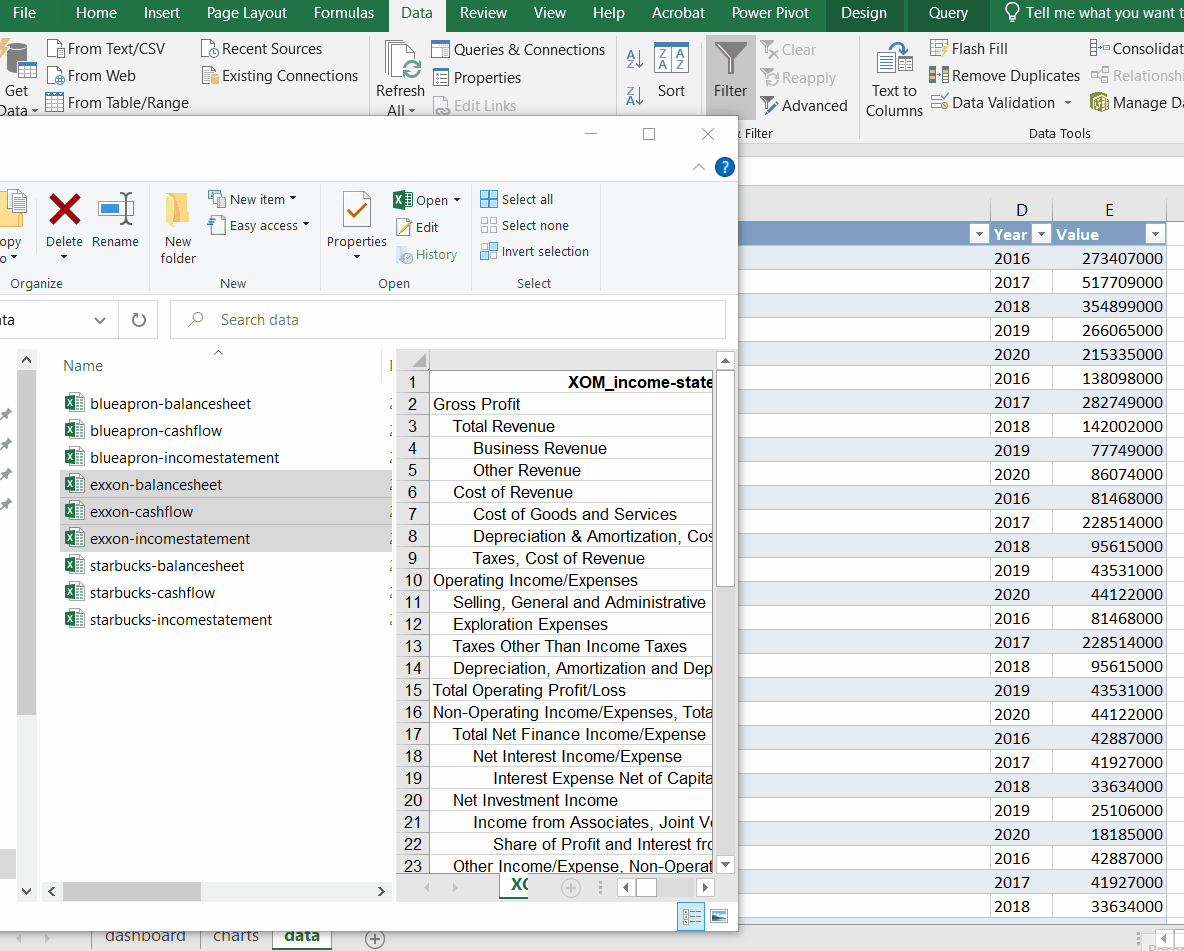 File Home Insert Page Layout Formulas Data Review View Help Acrobat Power Pivot Design Query Tell me what you want t
From Text/CSV Recent Sources Queries & Connections Clear Flash Fill Consolidat
From Web Existing Connections Properties Reapply Remove Duplicates Relationshi
Get Data From Table/Range Refresh All Edit Links Sort Filter Advanced Text to Columns Data Validation Manage Da
& Filter Data Tools
?
opy Delete Rename New folder New item Easy access Properties Open Edit History Select all Select none Invert selection
Organize New Open Select
ta Search data
Name
blueapron-balancesheet
blueapron-cashflow
blueapron-incomestatement
exxon-balancesheet
exxon-cashflow
exxon-incomestatement
starbucks-balancesheet
starbucks-cashflow
starbucks-incomestatement
1 XOM_income-state
2 Gross Profit
3 Total Revenue
4 Business Revenue
5 Other Revenue
6 Cost of Revenue
7 Cost of Goods and Services
8 Depreciation & Amortization, Cos
9 Taxes, Cost of Revenue
10 Operating Income/Expenses
11 Selling, General and Administrative
12 Exploration Expenses
13 Taxes Other Than Income Taxes
14 Depreciation, Amortization and Dep
15 Total Operating Profit/Loss
16 Non-Operating Income/Expenses, Tota
17 Total Net Finance Income/Expense
18 Net Interest Income/Expense
19 Interest Expense Net of Capita
20 Net Investment Income
21 Income from Associates, Joint Ve
22 Share of Profit and Interest fro
23 Other Income/Expense, Non-Operat
XO
D E
Year Value
2016 273407000
2017 517709000
2018 354899000
2019 266065000
2020 215335000
2016 138098000
2017 282749000
2018 142002000
2019 77749000
2020 86074000
2016 81468000
2017 228514000
2018 95615000
2019 43531000
2020 44122000
2016 81468000
2017 228514000
2018 95615000
2019 43531000
2020 44122000
2016 42887000
2017 41927000
2018 33634000
2019 25106000
2020 18185000
2016 42887000
2017 41927000
2018 33634000
dashboard charts data